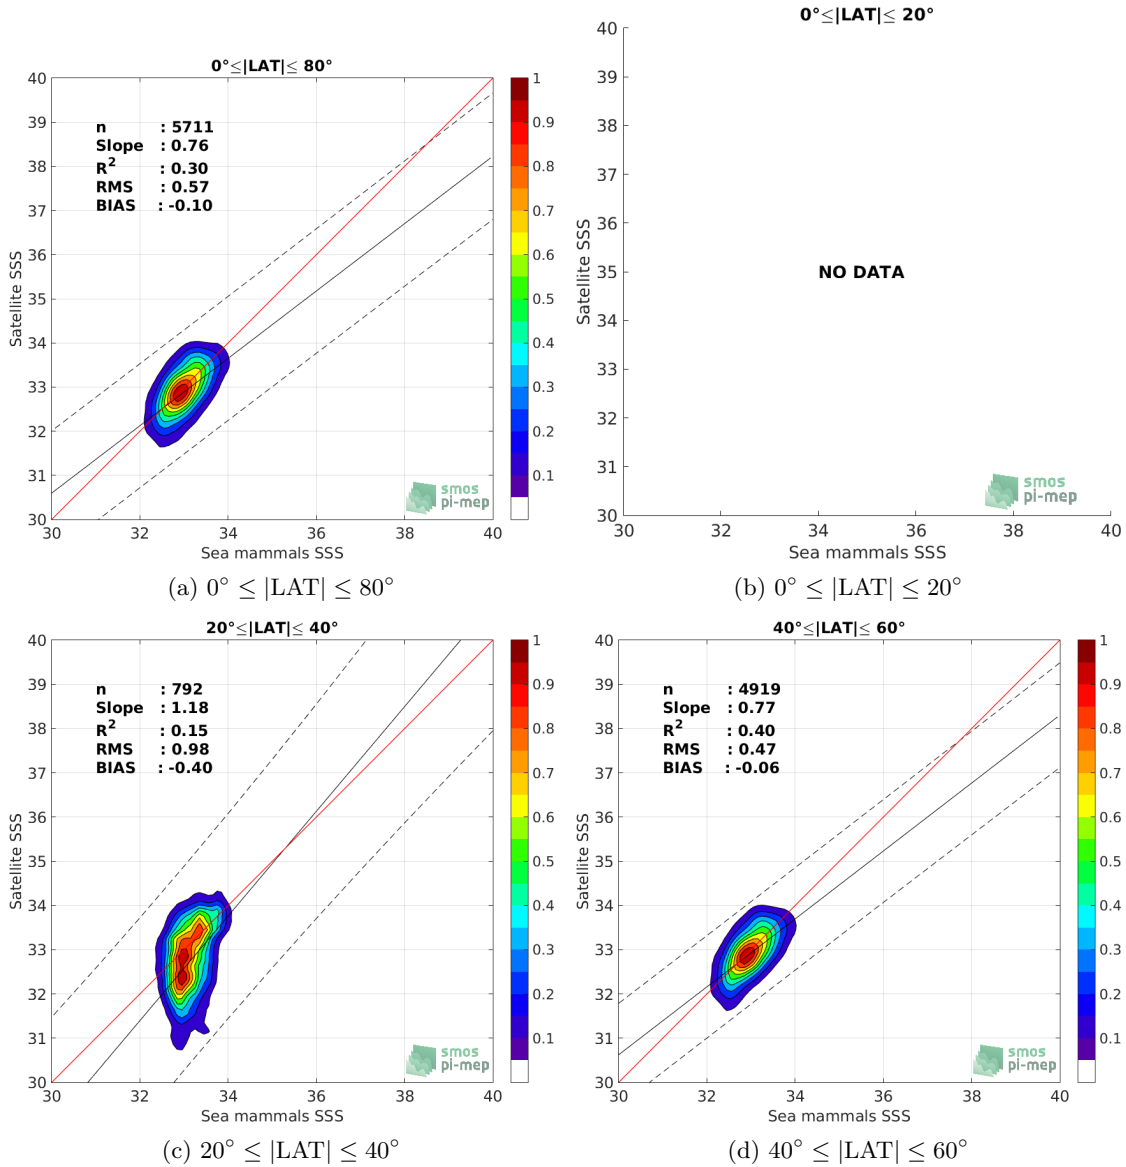 0°≤|LAT|≤ 80°
40
39
38
37
36
35
34
33
32
31
30
Satellite SSS
n : 5711
Slope : 0.76
R² : 0.30
RMS : 0.57
BIAS : -0.10
1
0.9
0.8
0.7
0.6
0.5
0.4
0.3
0.2
0.1
smos
pi-mep
30 32 34 36 38 40
Sea mammals SSS
(a) 0° ≤ |LAT| ≤ 80°
0°≤|LAT|≤ 20°
40
39
38
37
36
35
34
33
32
31
30
Satellite SSS
NO DATA
smos
pi-mep
30 32 34 36 38 40
Sea mammals SSS
(b) 0° ≤ |LAT| ≤ 20°
20°≤|LAT|≤ 40°
40
39
38
37
36
35
34
33
32
31
30
Satellite SSS
n : 792
Slope : 1.18
R² : 0.15
RMS : 0.98
BIAS : -0.40
1
0.9
0.8
0.7
0.6
0.5
0.4
0.3
0.2
0.1
smos
pi-mep
30 32 34 36 38 40
Sea mammals SSS
(c) 20° ≤ |LAT| ≤ 40°
40°≤|LAT|≤ 60°
40
39
38
37
36
35
34
33
32
31
30
Satellite SSS
n : 4919
Slope : 0.77
R² : 0.40
RMS : 0.47
BIAS : -0.06
1
0.9
0.8
0.7
0.6
0.5
0.4
0.3
0.2
0.1
smos
pi-mep
30 32 34 36 38 40
Sea mammals SSS
(d) 40° ≤ |LAT| ≤ 60°